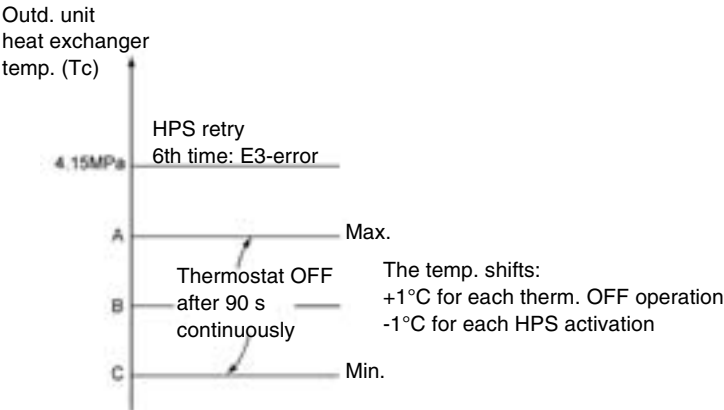 Outd. unit
heat exchanger
temp. (Tc)
HPS retry
4.15MPa 6th time: E3-error
A Max.
Thermostat OFF
after 90 s
continuously
The temp. shifts:
+1°C for each therm. OFF operation
-1°C for each HPS activation
B
C Min.